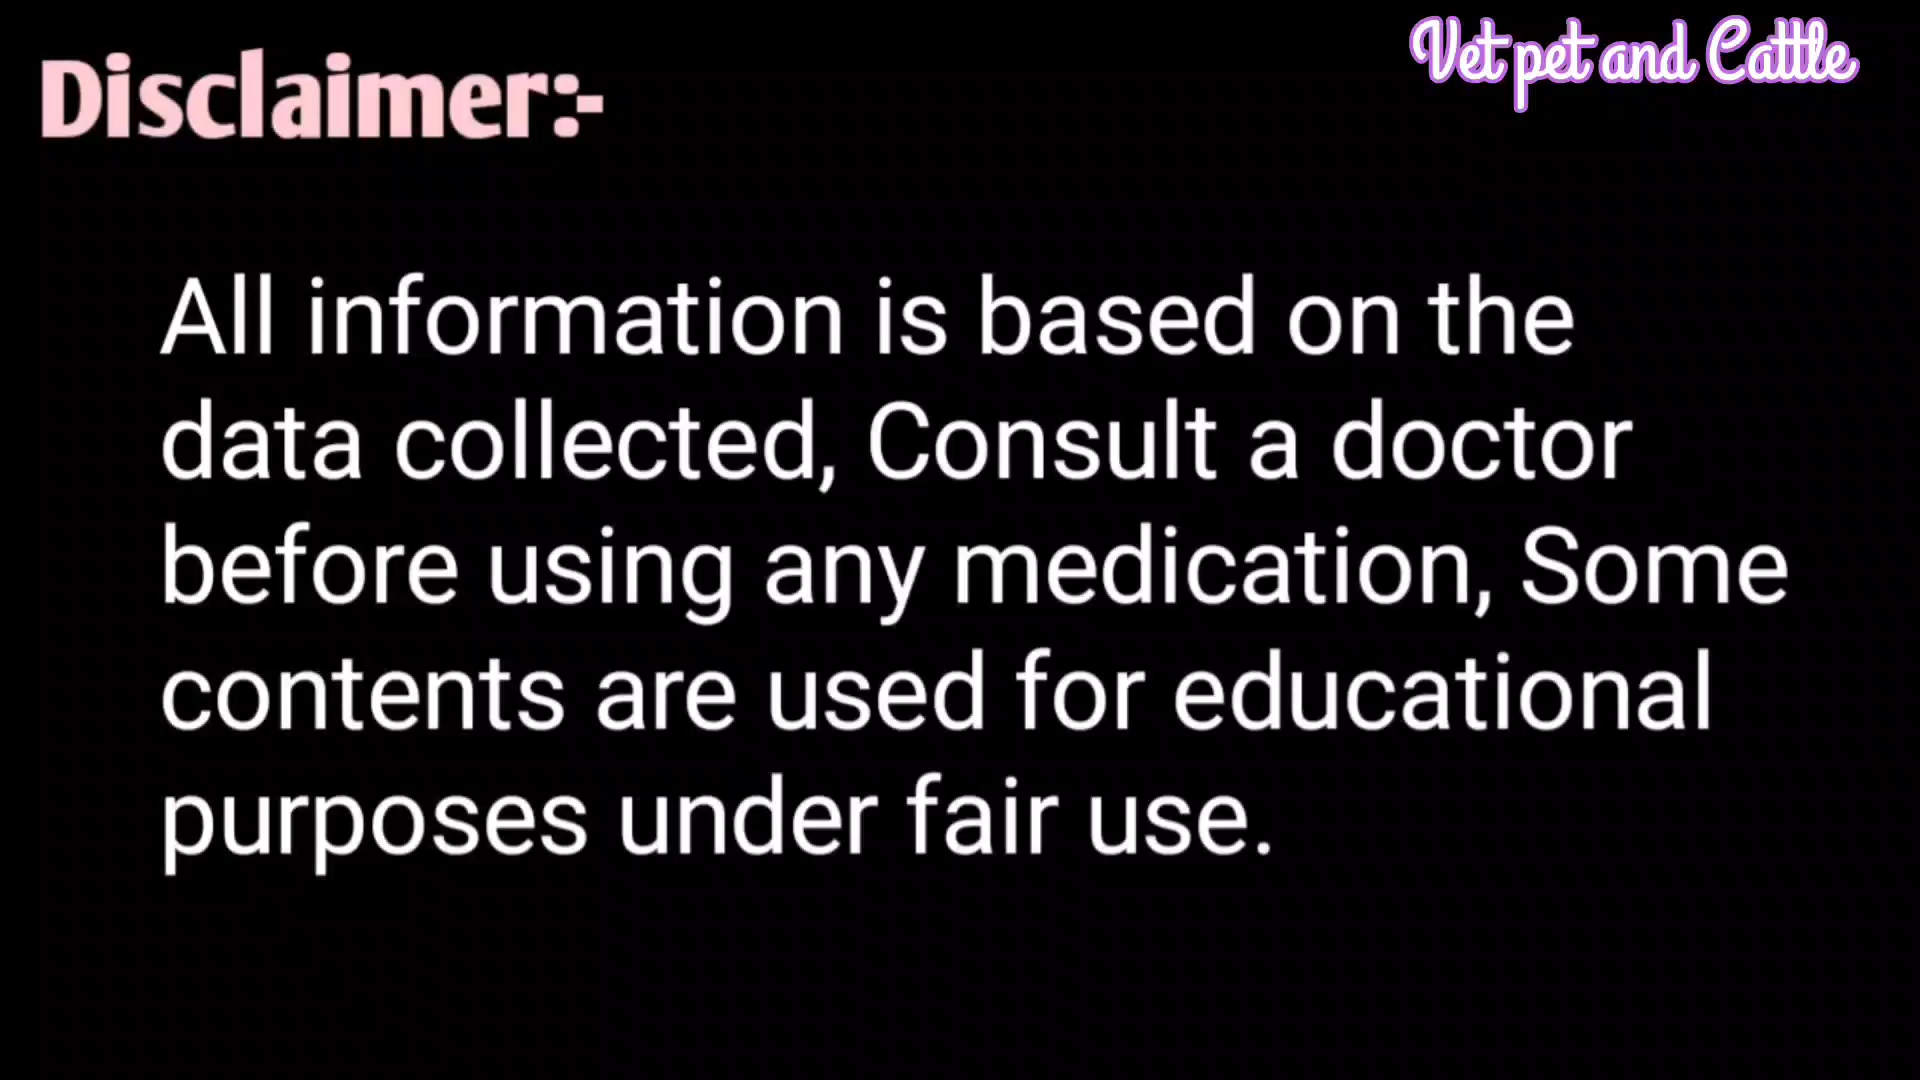 Vet pet and Cattle
Disclaimer:-
All information is based on the
data collected, Consult a doctor
before using any medication, Some
contents are used for educational
purposes under fair use.